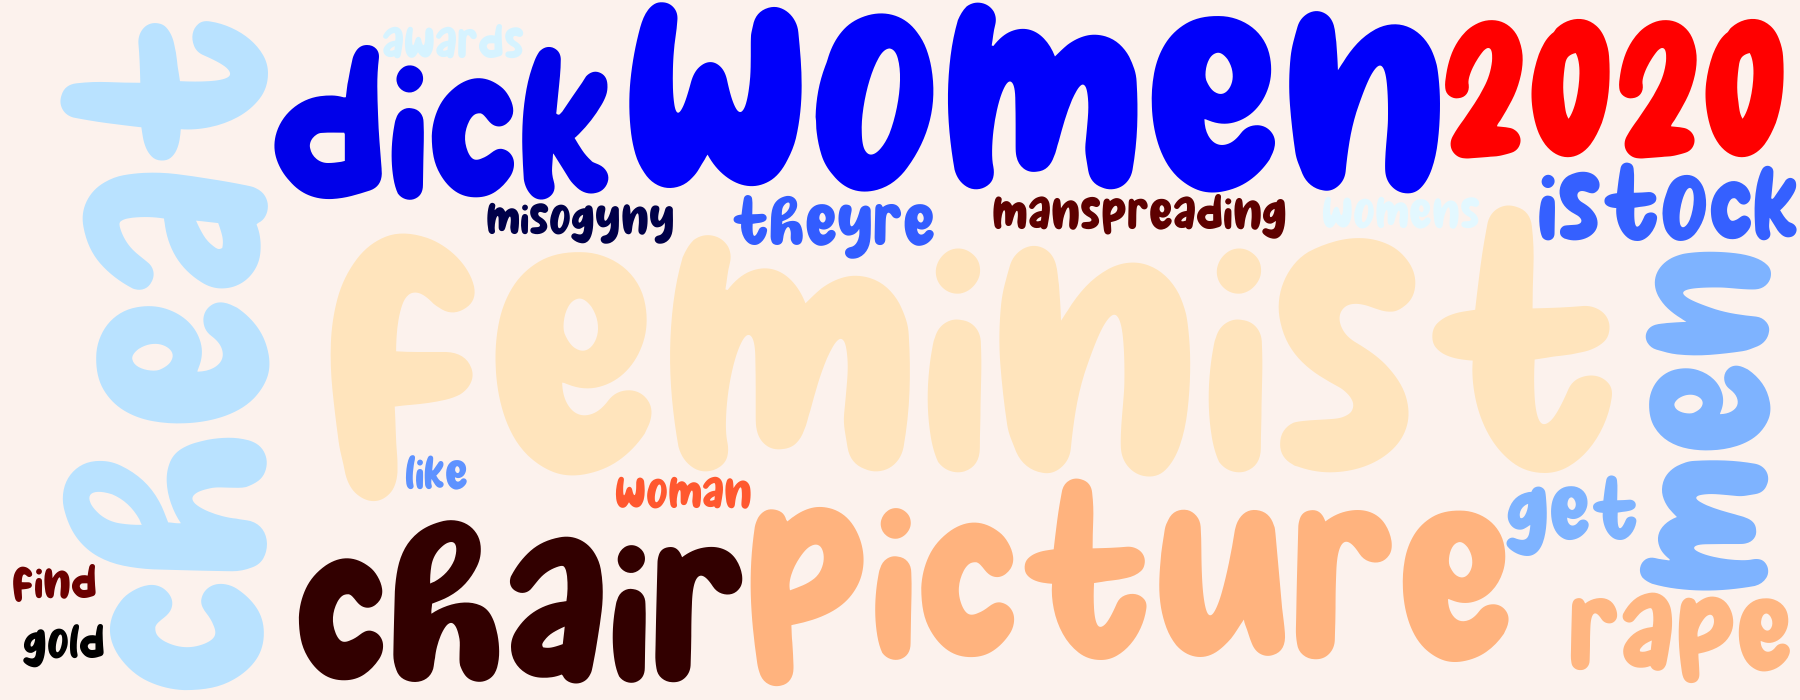 cheat
awards
dick women 2020
misogyny theyre manspreading womens istock
feminist
men
like woman get
chair picture
find
rape
gold